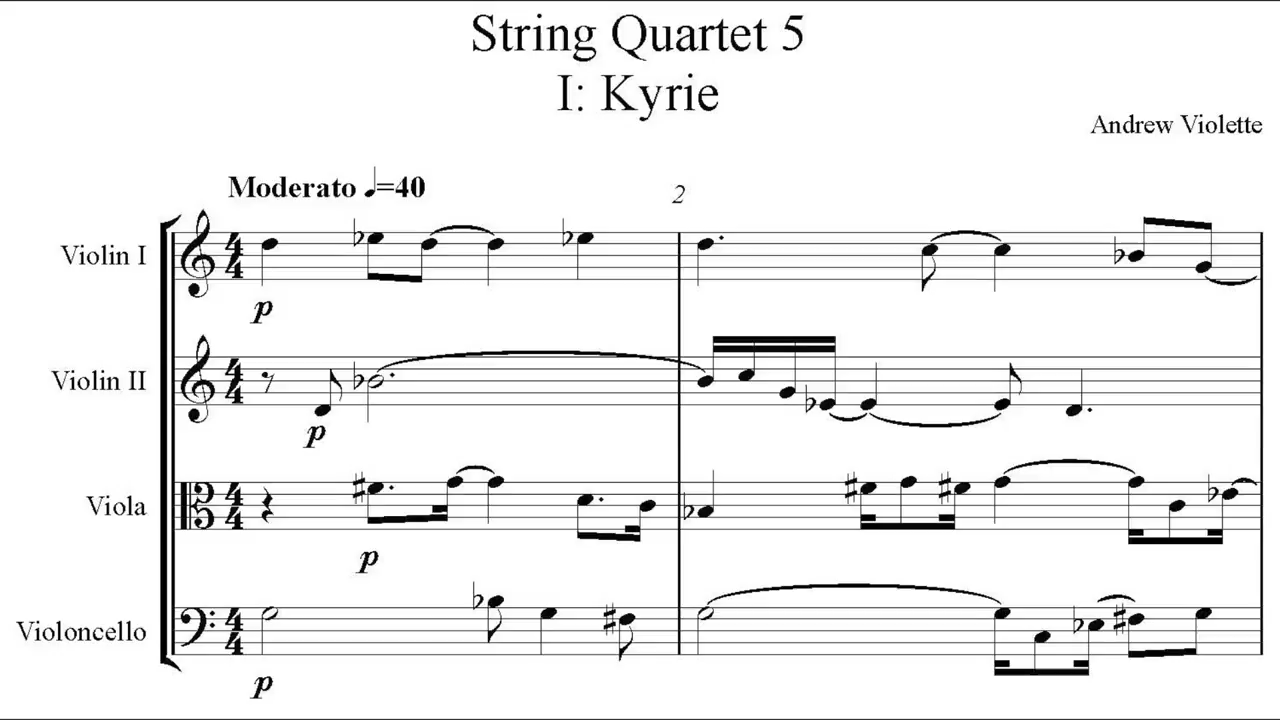 String Quartet 5
I: Kyrie
Andrew Violette
Moderato ♩=40
2
Violin I
p
Violin II
p
Viola
p
Violoncello
p